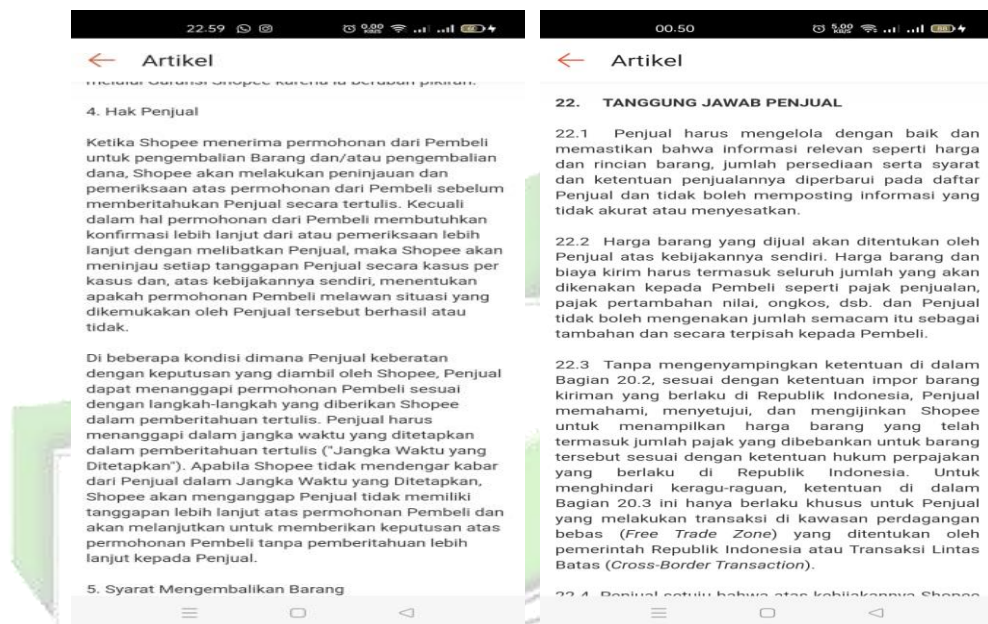 22.59
0.00
KB/S
Artikel
4. Hak Penjual
Ketika Shopee menerima permohonan dari Pembeli
untuk pengembalian Barang dan/atau pengembalian
dana, Shopee akan melakukan peninjauan dan
pemeriksaan atas permohonan dari Pembeli sebelum
memberitahukan Penjual secara tertulis. Kecuali
dalam hal permohonan dari Pembeli membutuhkan
konfirmasi lebih lanjut dari atau pemeriksaan lebih
lanjut dengan melibatkan Penjual, maka Shopee akan
meninjau setiap tanggapan Penjual secara kasus per
kasus dan, atas kebijakannya sendiri, menentukan
apakah permohonan Pembeli melawan situasi yang
dikemukakan oleh Penjual tersebut berhasil atau
tidak.
Di beberapa kondisi dimana Penjual keberatan
dengan keputusan yang diambil oleh Shopee, Penjual
dapat menanggapi permohonan Pembeli sesuai
dengan langkah-langkah yang diberikan Shopee
dalam pemberitahuan tertulis. Penjual harus
menanggapi dalam jangka waktu yang ditetapkan
dalam pemberitahuan tertulis ("Jangka Waktu yang
Ditetapkan"). Apabila Shopee tidak mendengar kabar
dari Penjual dalam Jangka Waktu yang Ditetapkan,
Shopee akan menganggap Penjual tidak memiliki
tanggapan lebih lanjut atas permohonan Pembeli dan
akan melanjutkan untuk memberikan keputusan atas
permohonan Pembeli tanpa pemberitahuan lebih
lanjut kepada Penjual.
5. Syarat Mengembalikan Barang
00.50
5.00
KB/S
Artikel
22. TANGGUNG JAWAB PENJUAL
22.1 Penjual harus mengelola dengan baik dan
memastikan bahwa informasi relevan seperti harga
dan rincian barang, jumlah persediaan serta syarat
dan ketentuan penjualannya diperbarui pada daftar
Penjual dan tidak boleh memposting informasi yang
tidak akurat atau menyesatkan.
22.2 Harga barang yang dijual akan ditentukan oleh
Penjual atas kebijakannya sendiri. Harga barang dan
biaya kirim harus termasuk seluruh jumlah yang akan
dikenakan kepada Pembeli seperti pajak penjualan,
pajak pertambahan nilai, ongkos, dsb. dan Penjual
tidak boleh mengenakan jumlah semacam itu sebagai
tambahan dan secara terpisah kepada Pembeli.
22.3 Tanpa mengenyampingkan ketentuan di dalam
Bagian 20.2, sesuai dengan ketentuan impor barang
kiriman yang berlaku di Republik Indonesia, Penjual
memahami, menyetujui, dan mengijinkan Shopee
untuk menampilkan harga barang yang telah
termasuk jumlah pajak yang dibebankan untuk barang
tersebut sesuai dengan ketentuan hukum perpajakan
yang berlaku di Republik Indonesia. Untuk
menghindari keragu-raguan, ketentuan di dalam
Bagian 20.3 ini hanya berlaku khusus untuk Penjual
yang melakukan transaksi di kawasan perdagangan
bebas (Free Trade Zone) yang ditentukan oleh
pemerintah Republik Indonesia atau Transaksi Lintas
Batas (Cross-Border Transaction).
22.4 Penjual setuju bahwa atas kebijakannya Shopee